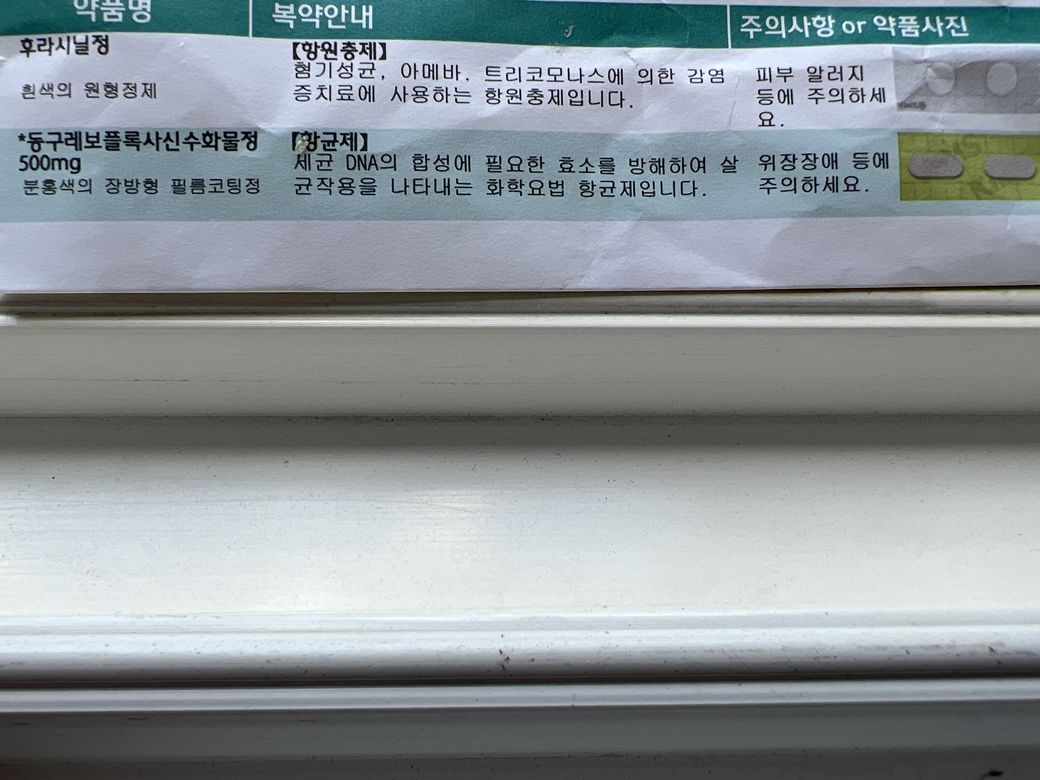 약품명 복약안내 주의사항 or 약품사진
후라시닐정
흰색의 원형정제
【항원충제】
혐기성균, 아메바. 트리코모나스에 의한 감염
증치료에 사용하는 항원충제입니다.
피부 알러지
등에 주의하세
요.
*동구레보플록사신수화물정
500mg
분홍색의 장방형 필름코팅정
【항균제】
세균 DNA의 합성에 필요한 효소를 방해하여 살
균작용을 나타내는 화학요법 항균제입니다.
위장장애 등에
주의하세요.